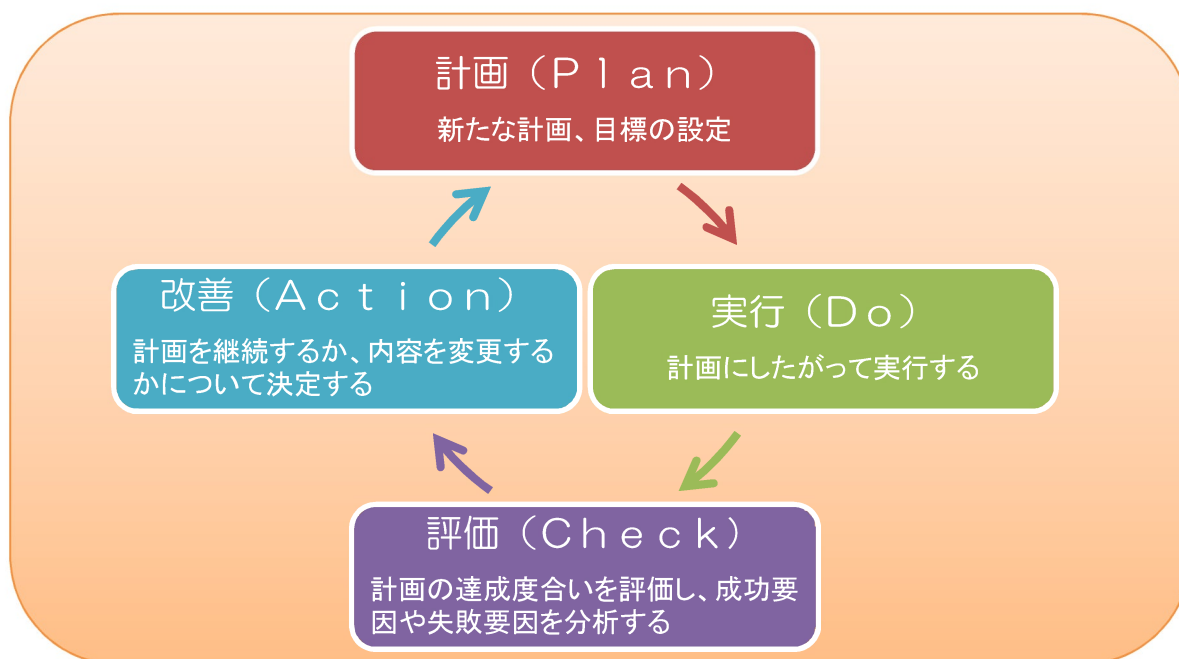 計画（Ｐｌａｎ）
新たな計画、目標の設定
実行（Ｄｏ）
計画にしたがって実行する
評価（Ｃｈｅｃｋ）
計画の達成度合いを評価し、成功要
因や失敗要因を分析する
改善（Ａｃｔｉｏｎ）
計画を継続するか、内容を変更する
かについて決定する